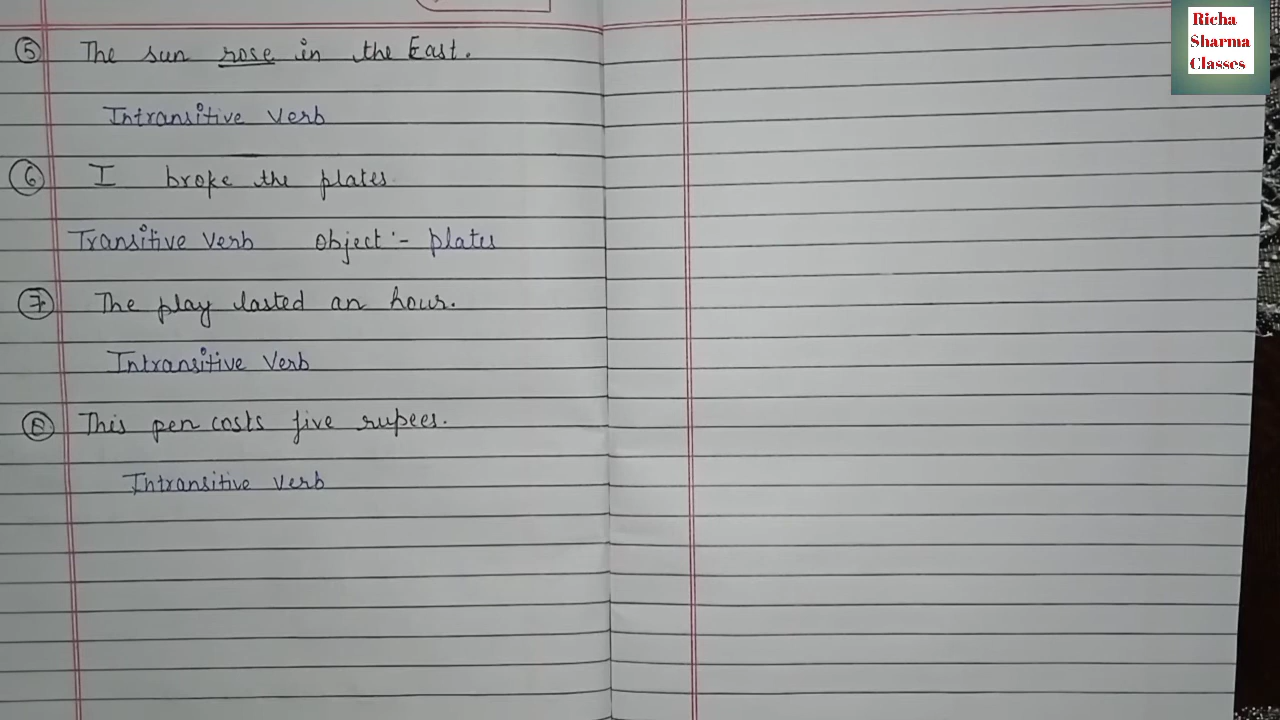 Richa
Sharma
Classes
5 The sun rose in the East.
Intransitive Verb
6 I broke the plates
Transitive Verb Object :- plates
7 The play lasted an hour.
Intransitive Verb
8 This pen costs five rupees.
Intransitive Verb